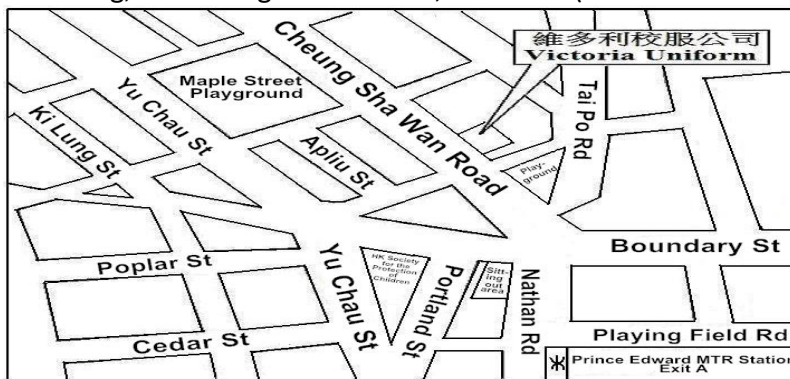 維多利校服公司
Victoria Uniform
Cheung Sha Wan Road
Maple Street
Playground
Tai Po Rd
Yu Chau St
Ki Lung St
Apliu St
Play-
ground
Boundary St
Poplar St
Yu Chau St
HK Society
for the
Protection
of
Children
Portland St
Sitt-
ing
out
area
Nathan Rd
Cedar St
Playing Field Rd
Prince Edward MTR Station
Exit A